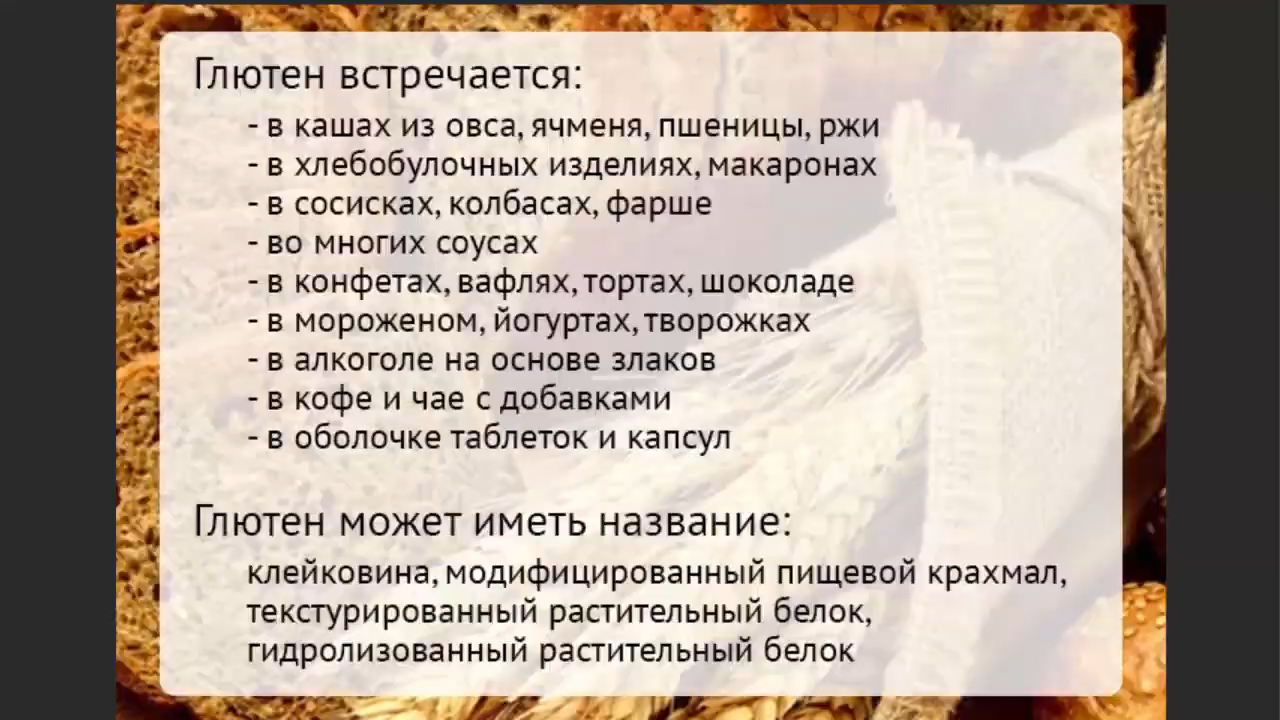 Глютен встречается:
- в кашах из овса, ячменя, пшеницы, ржи
- в хлебобулочных изделиях, макаронах
- в сосисках, колбасах, фарше
- во многих соусах
- в конфетах, вафлях, тортах, шоколаде
- в мороженом, йогуртах, творожках
- в алкоголе на основе злаков
- в кофе и чае с добавками
- в оболочке таблеток и капсул
Глютен может иметь название:
клейковина, модифицированный пищевой крахмал,
текстурированный растительный белок,
гидролизованный растительный белок